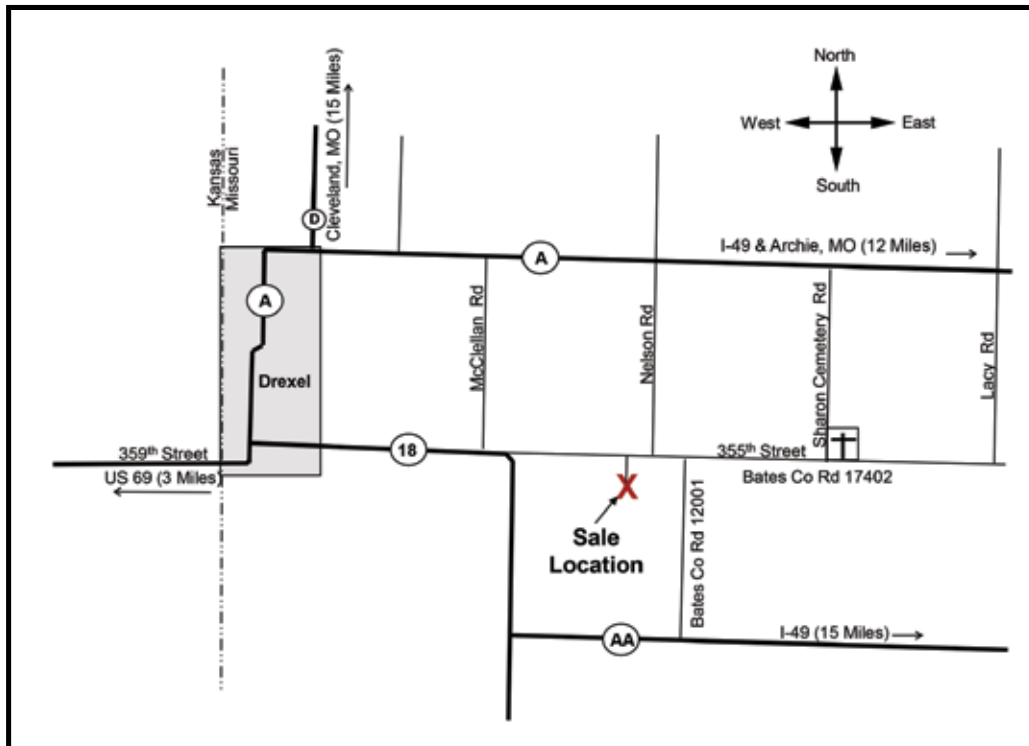 North
West
East
South
Kansas
Missouri
Cleveland, MO (15 Miles)
D
I-49 & Archie, MO (12 Miles)
A
A
McClellan Rd
Nelson Rd
Sharon Cemetery Rd
Lacy Rd
Drexel
359th Street
18
355th Street
US 69 (3 Miles)
Bates Co Rd 17402
X
Sale
Location
Bates Co Rd 12001
AA
I-49 (15 Miles)